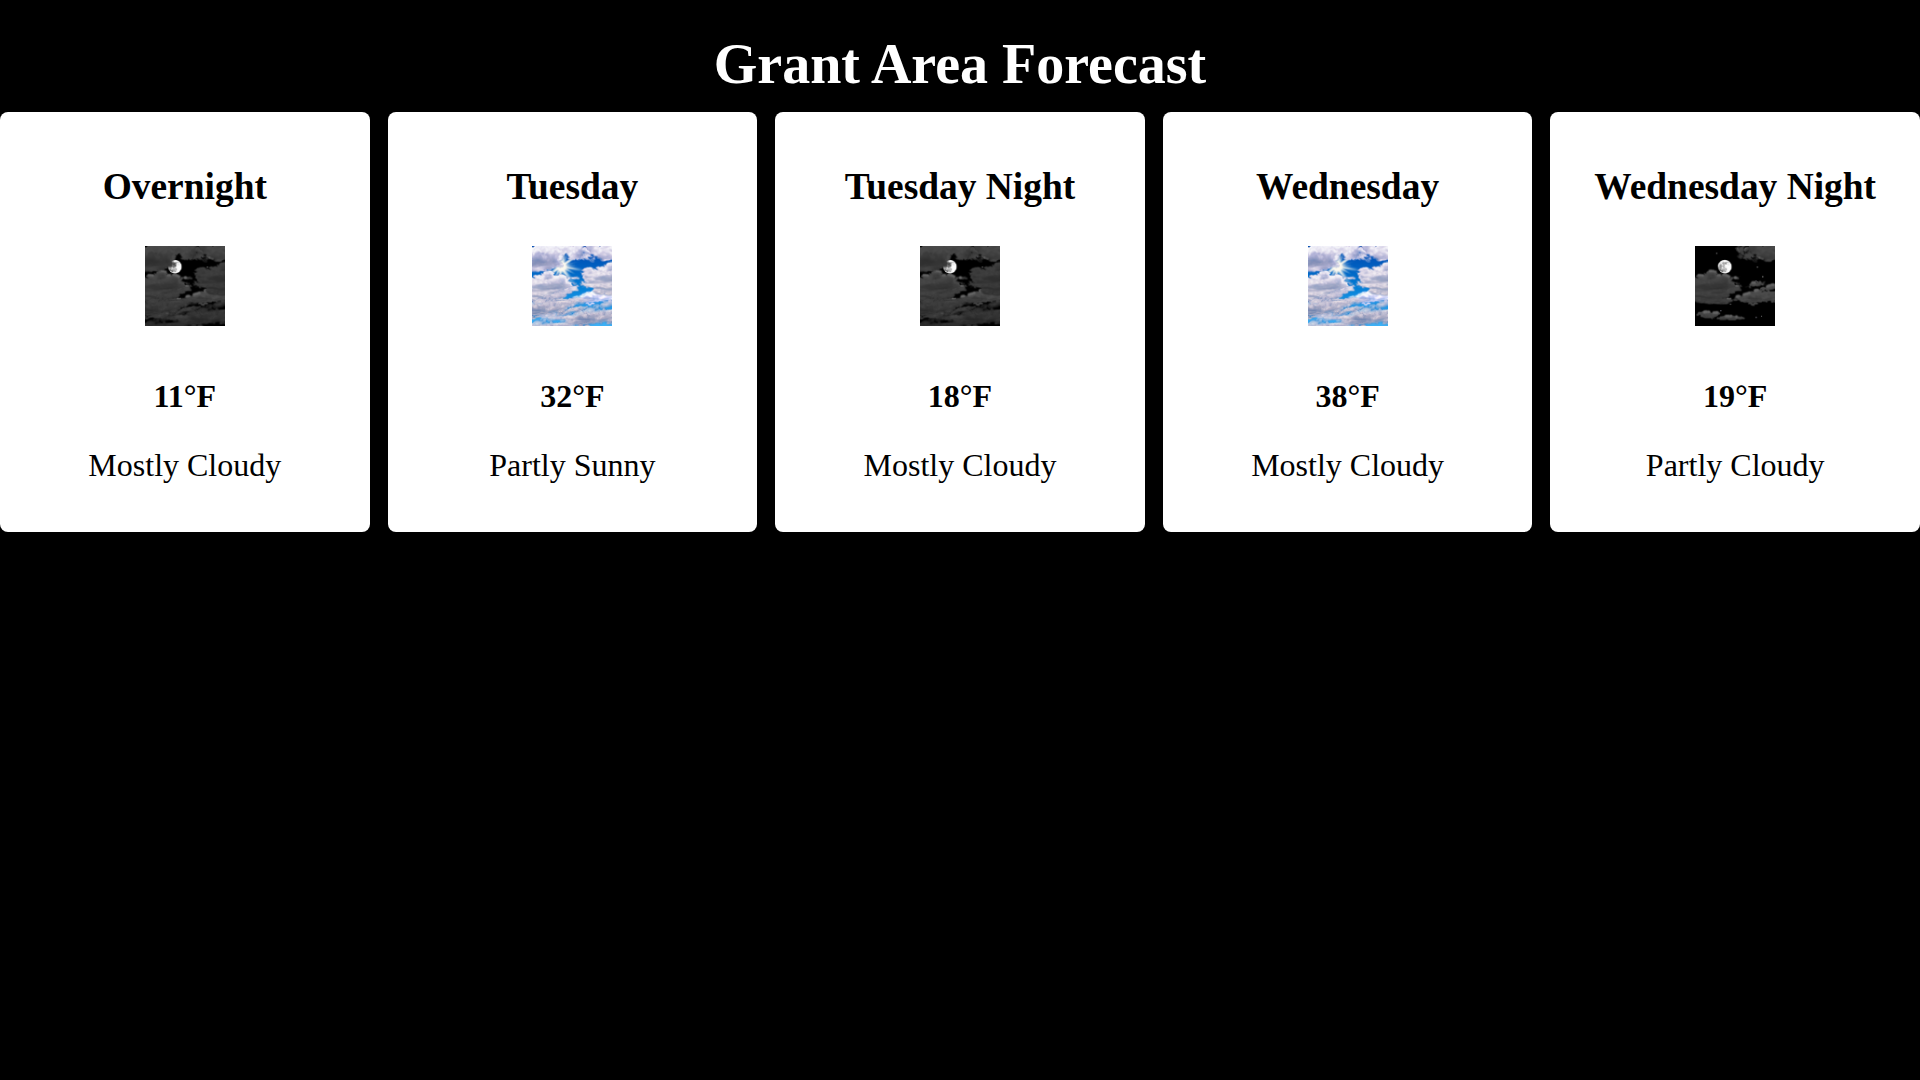 Grant Area Forecast
Overnight
11°F
Mostly Cloudy
Tuesday
32°F
Partly Sunny
Tuesday Night
18°F
Mostly Cloudy
Wednesday
38°F
Mostly Cloudy
Wednesday Night
19°F
Partly Cloudy